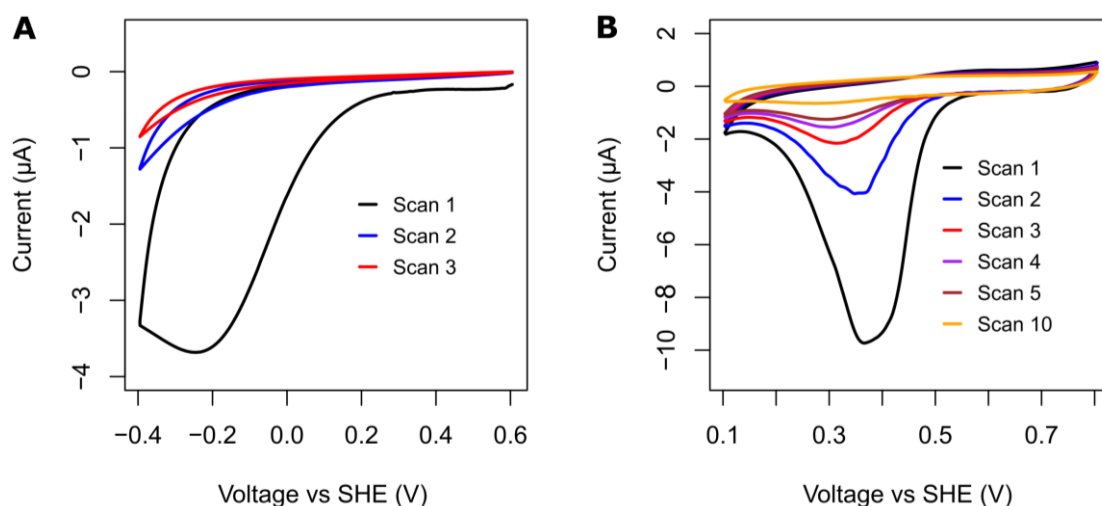 A
0
−1
−2
−3
−4
Current (µA)
Scan 1
Scan 2
Scan 3
−0.4
−0.2
0.0
0.2
0.4
0.6
Voltage vs SHE (V)
B
2
0
−2
−4
−6
−8
−10
Current (µA)
Scan 1
Scan 2
Scan 3
Scan 4
Scan 5
Scan 10
0.1
0.3
0.5
0.7
Voltage vs SHE (V)